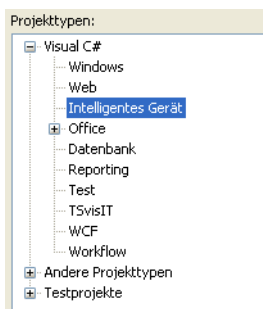 Projekttypen:
Visual C#
Windows
Web
Intelligentes Gerät
Office
Datenbank
Reporting
Test
TSvisIT
WCF
Workflow
Andere Projekttypen
Testprojekte